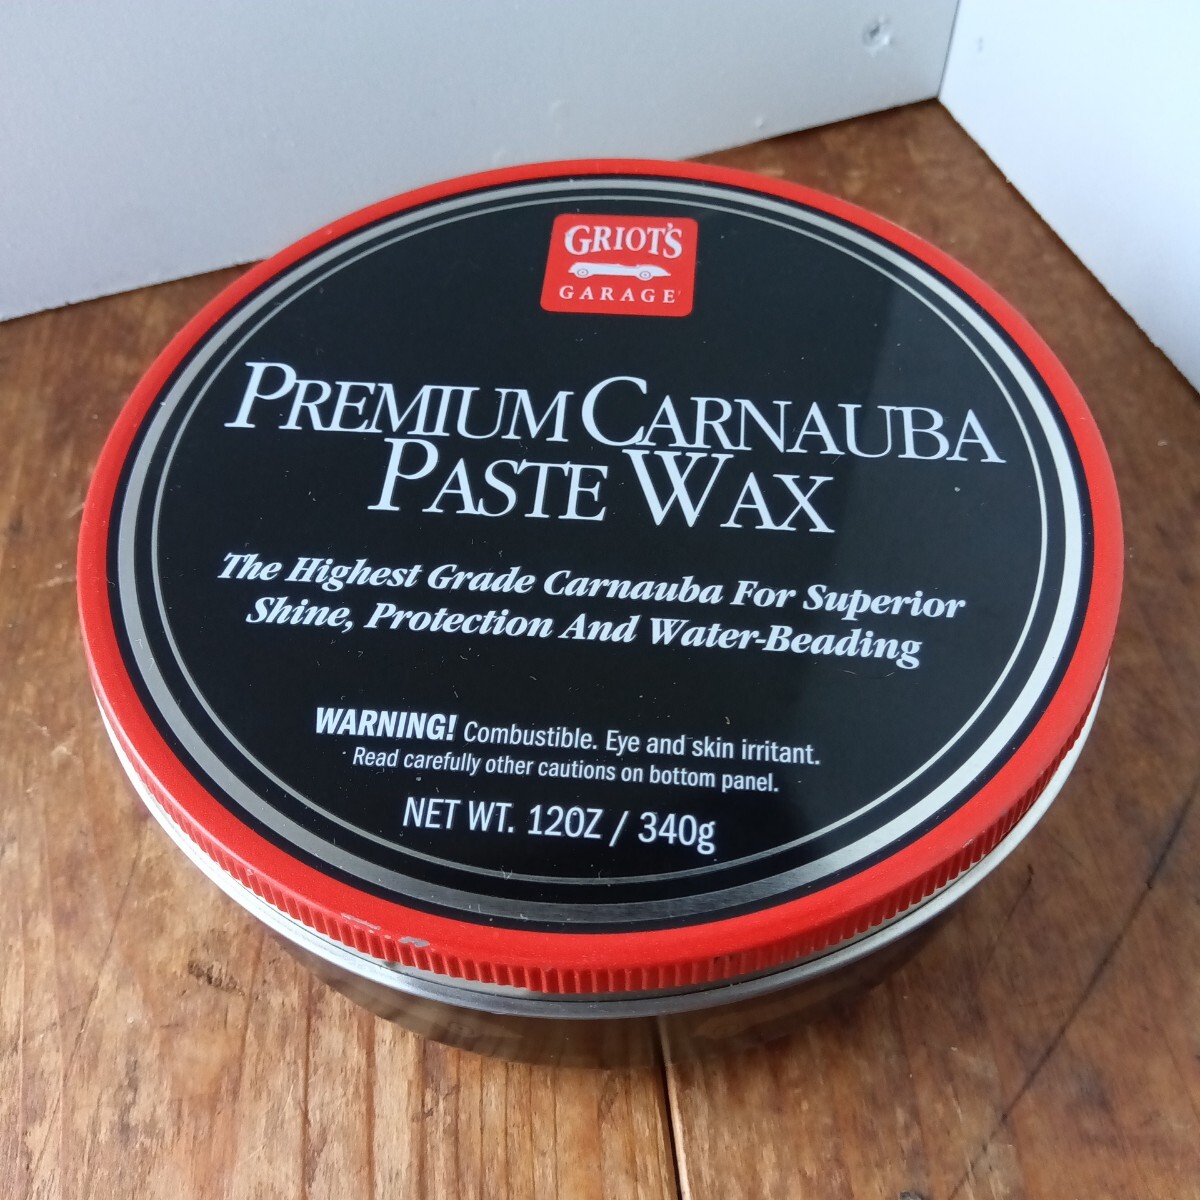 GRIOT'S
GARAGE
PREMIUM CARNAUBA
PASTE WAX
The Highest Grade Carnauba For Superior
Shine, Protection And Water-Beading
WARNING! Combustible. Eye and skin irritant.
Read carefully other cautions on bottom panel.
NET WT. 12OZ / 340g